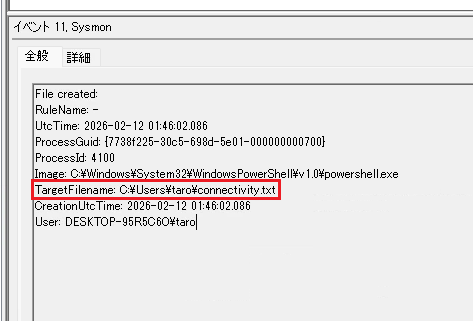 イベント 11, Sysmon
全般
詳細
File created:
RuleName: -
UtcTime: 2026-02-12 01:46:02.086
ProcessGuid: {7738f225-30c5-698d-5e01-000000000700}
ProcessId: 4100
Image: C:¥Windows¥System32¥WindowsPowerShell¥v1.0¥powershell.exe
TargetFilename: C:¥Users¥taro¥connectivity.txt
CreationUtcTime: 2026-02-12 01:46:02.086
User: DESKTOP-95R5C6O¥taro